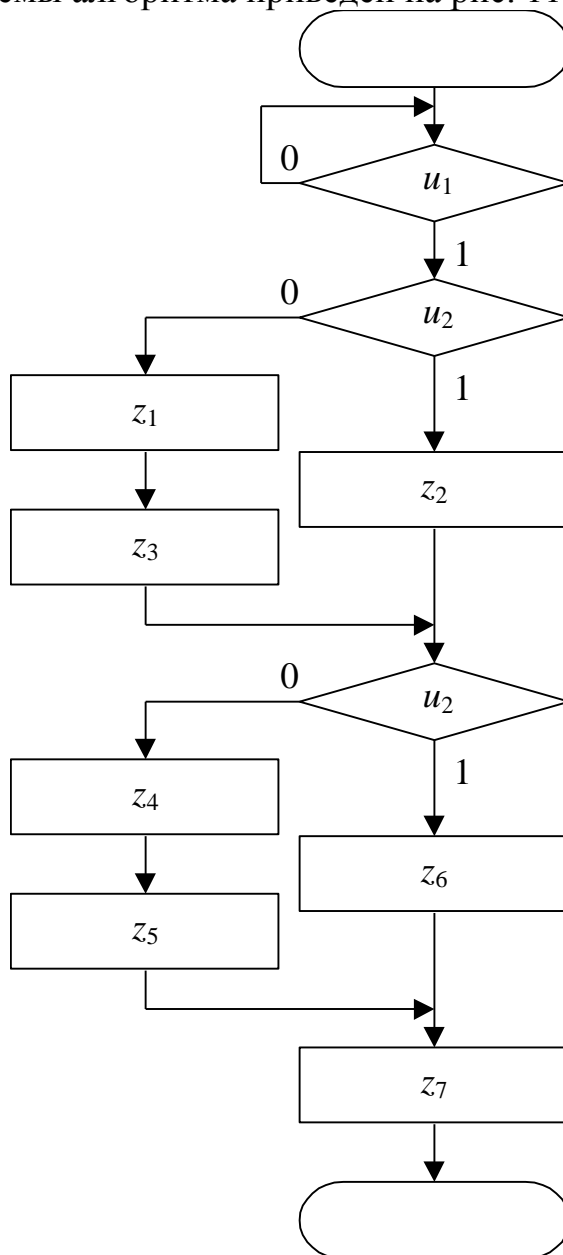 алгоритма приведен на рис. 11
0
u₁
1
0
u₂
1
z₁
z₂
z₃
0
u₂
1
z₄
z₆
z₅
z₇